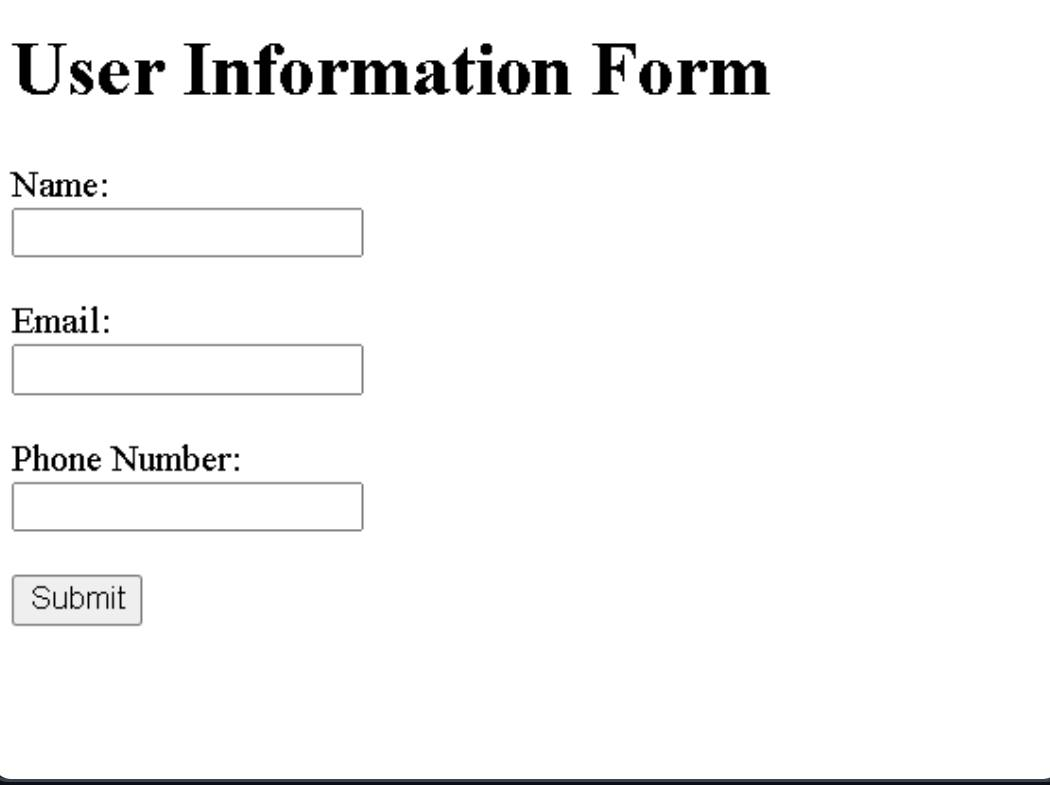 User Information Form
Name:
Email:
Phone Number:
Submit